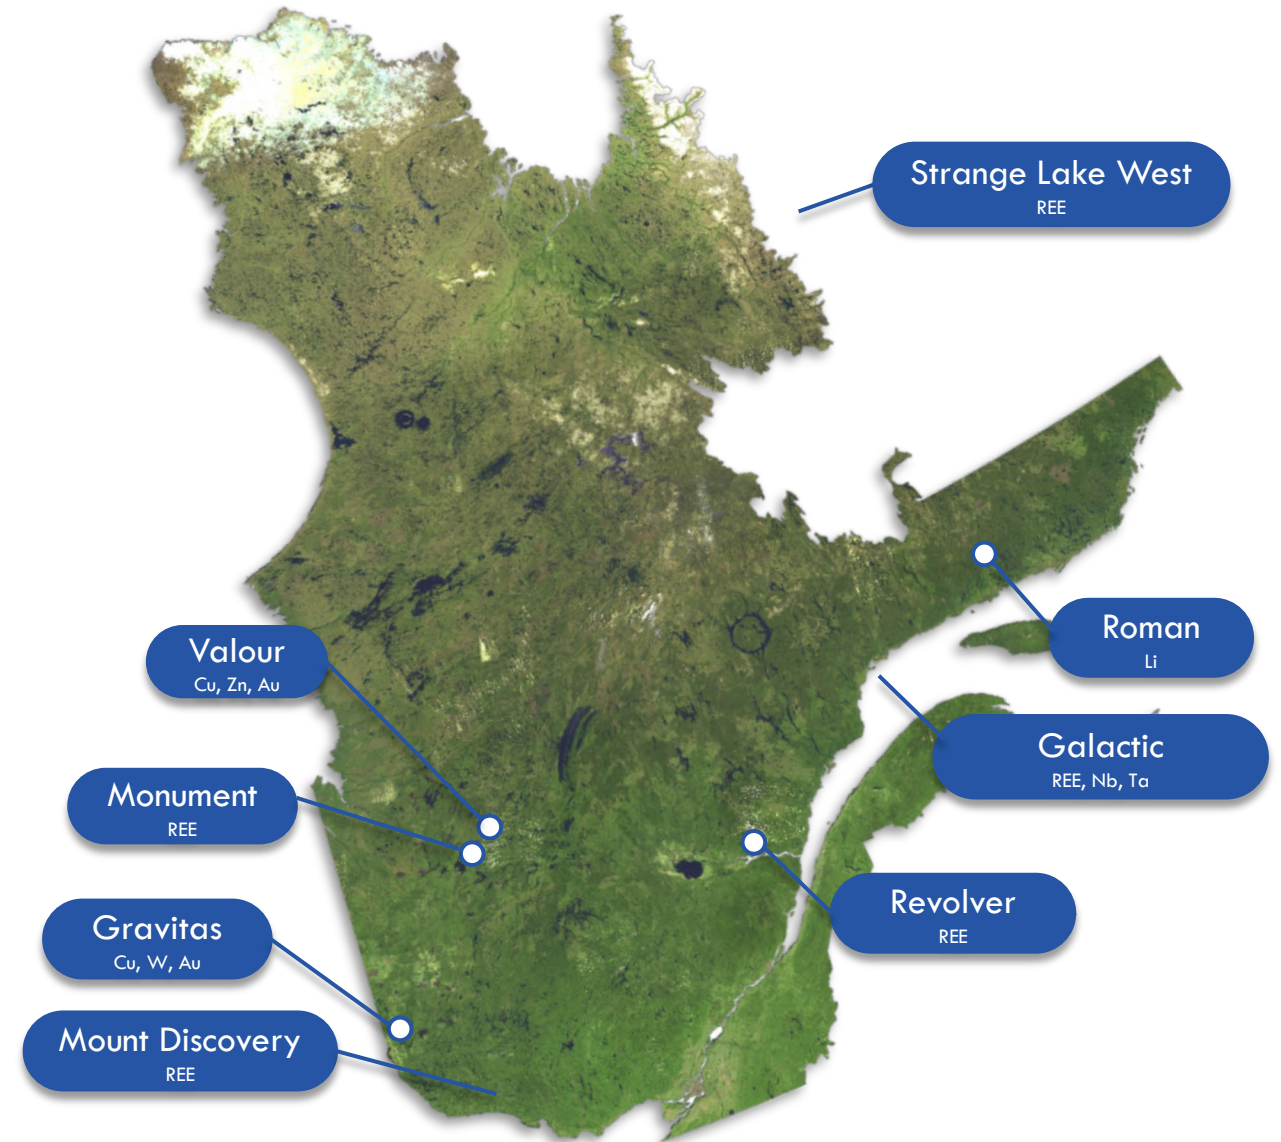 Strange Lake West
REE
Roman
Li
Valour
Cu, Zn, Au
Galactic
REE, Nb, Ta
Monument
REE
Revolver
REE
Gravitas
Cu, W, Au
Mount Discovery
REE